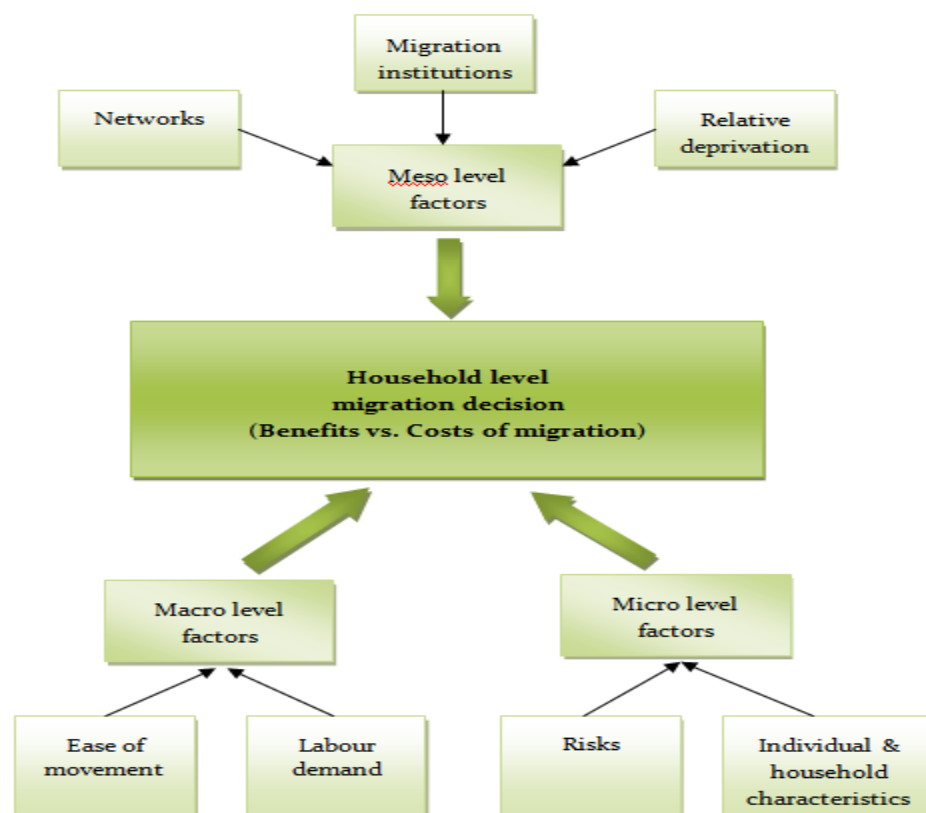 Migration
institutions
Networks
Relative
deprivation
Meso level
factors
Household level
migration decision
(Benefits vs. Costs of migration)
Macro level
factors
Micro level
factors
Ease of
movement
Labour
demand
Risks
Individual &
household
characteristics